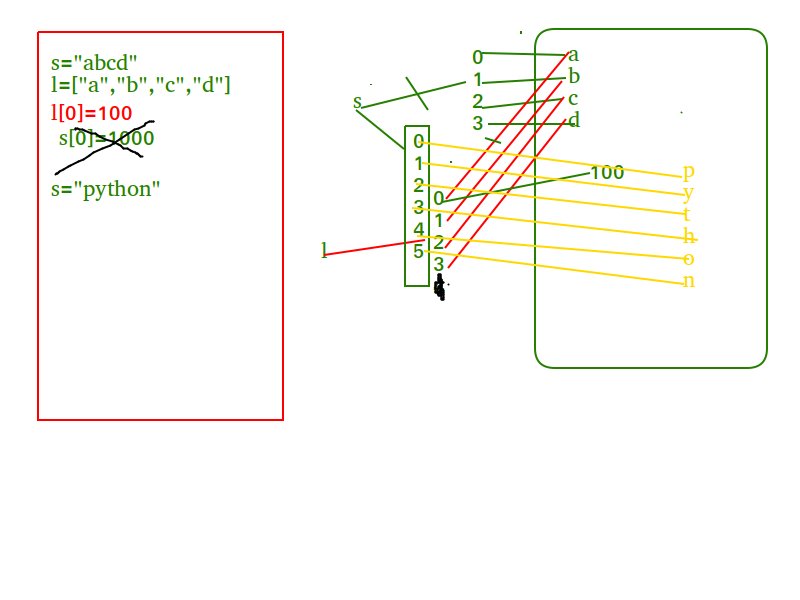 s="abcd"
l=["a","b","c","d"]
l[0]=100
s[0]=1000
s="python"
s
l
0
1
2
3
0
1
2
3
4
5
0
1
2
3
a
b
c
d
100
p
y
t
h
o
n